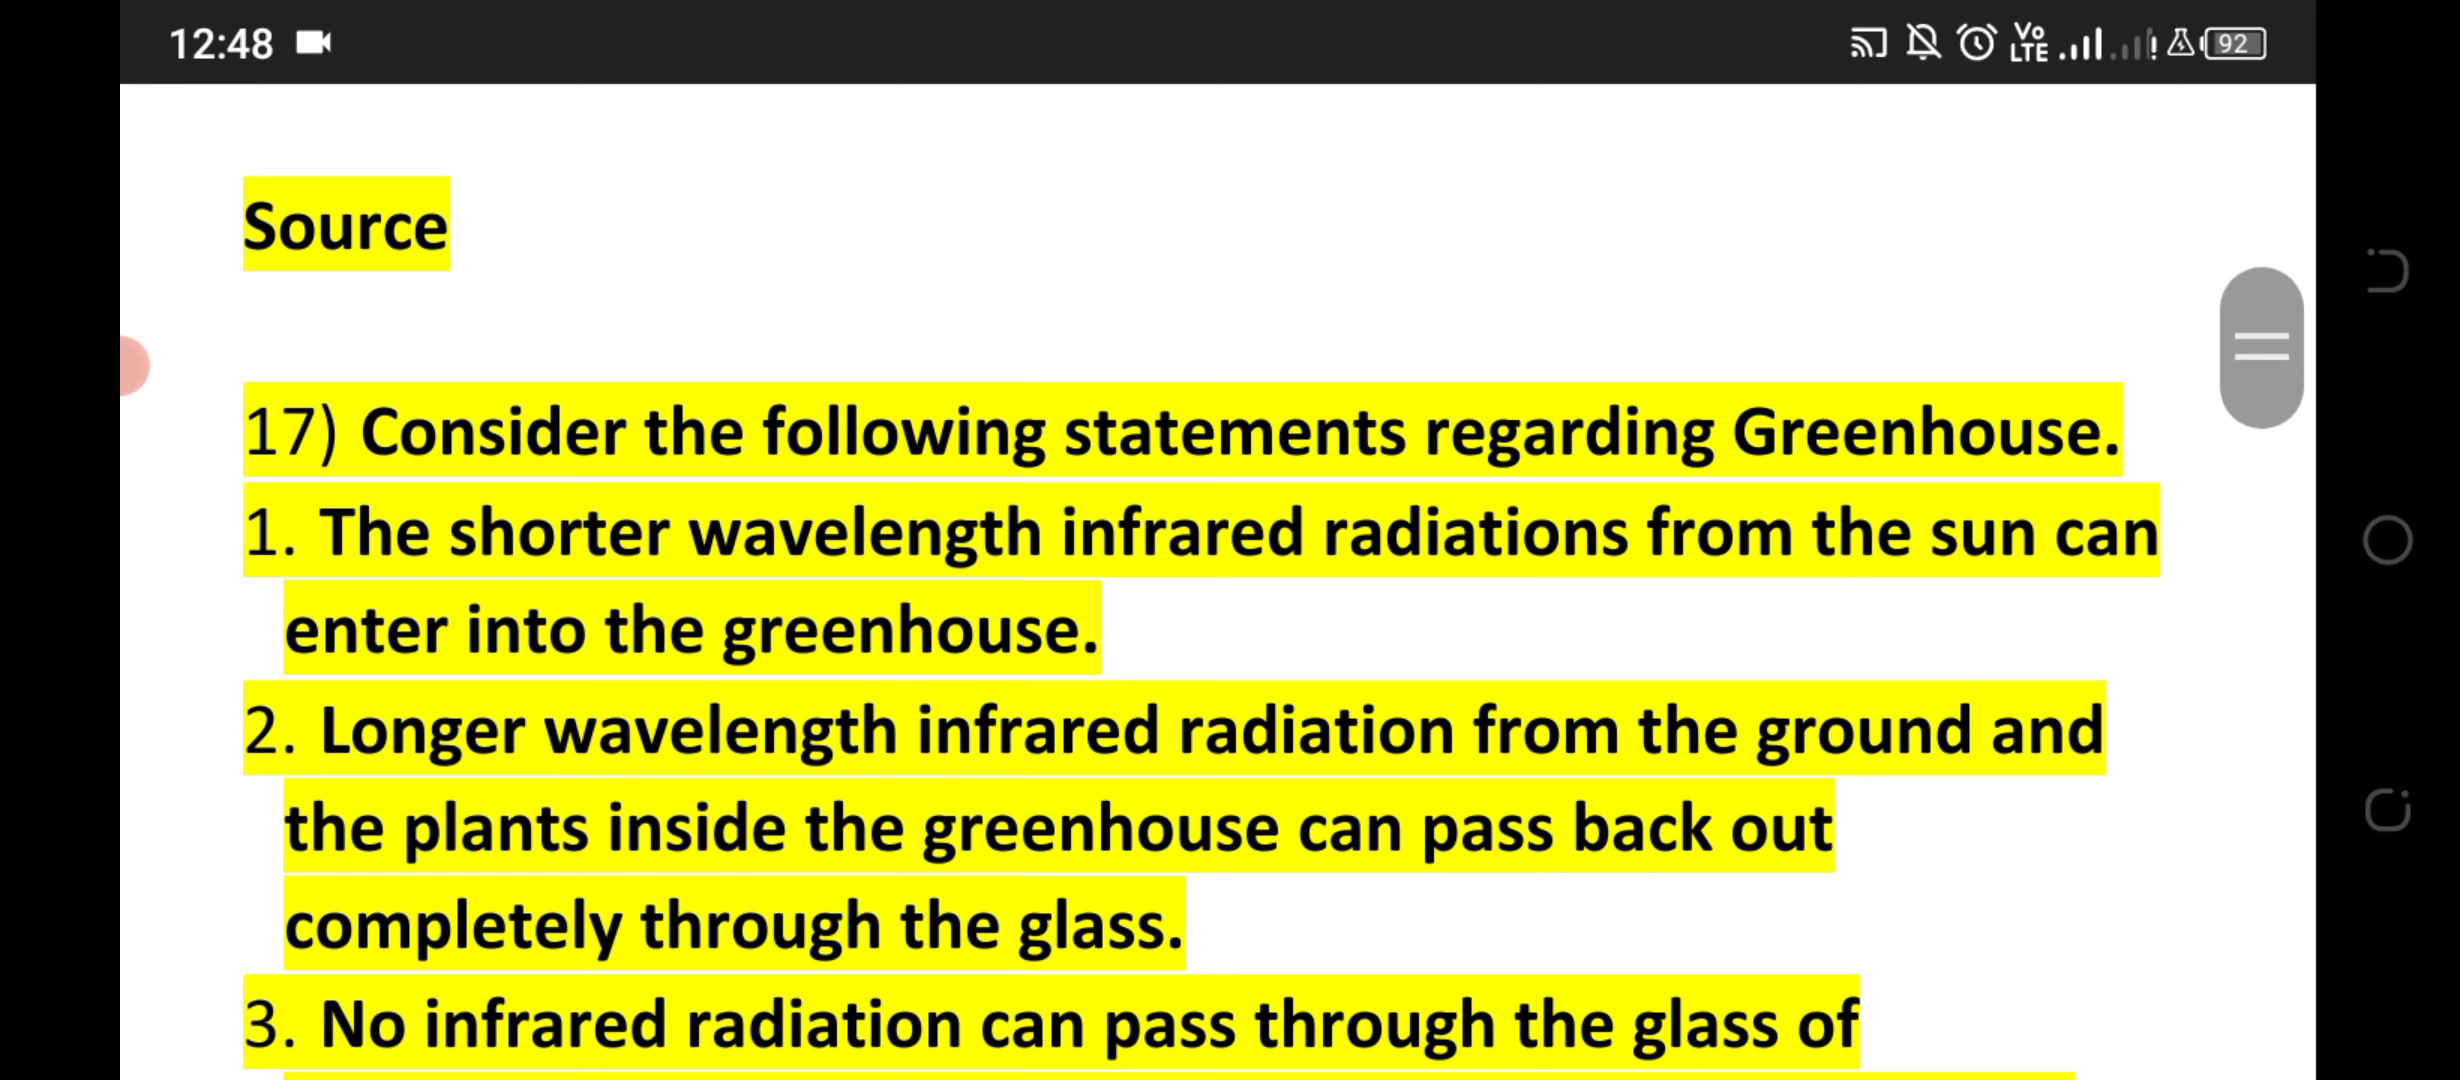 12:48
Vo
LTE
92
Source
17) Consider the following statements regarding Greenhouse.
1. The shorter wavelength infrared radiations from the sun can
enter into the greenhouse.
2. Longer wavelength infrared radiation from the ground and
the plants inside the greenhouse can pass back out
completely through the glass.
3. No infrared radiation can pass through the glass of